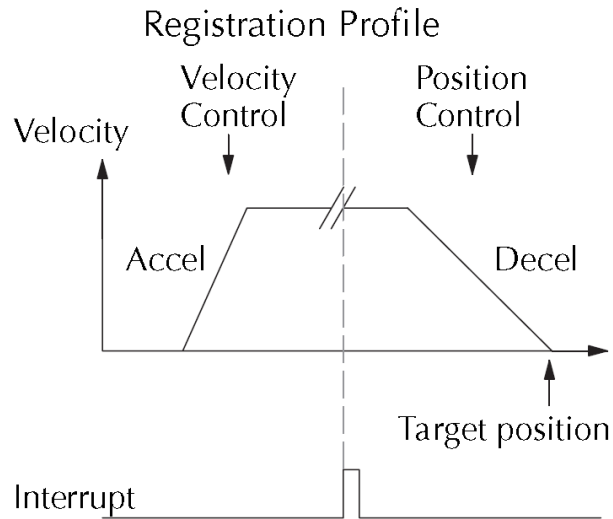 Registration Profile
Velocity
Control
Position
Control
Velocity
Accel
Decel
Target position
Interrupt